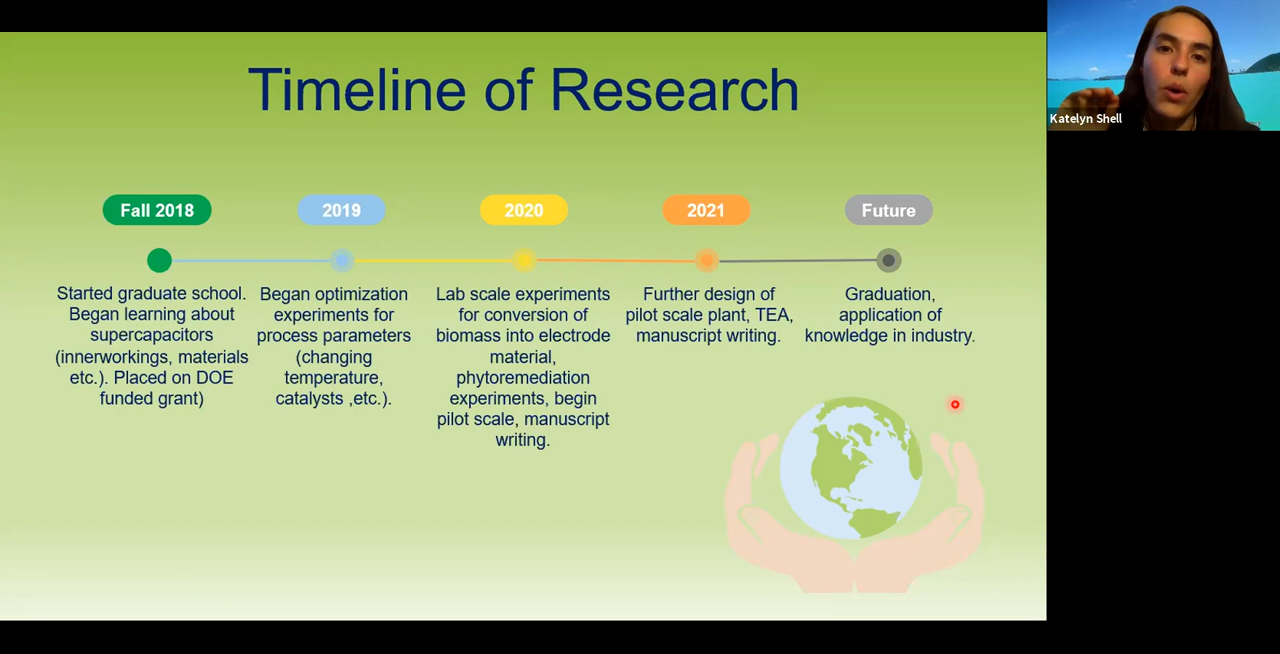 Timeline of Research
Katelyn Shell
Fall 2018
2019
2020
2021
Future
Started graduate school.
Began learning about
supercapacitors
(innerworkings, materials
etc.). Placed on DOE
funded grant)
Began optimization
experiments for
process parameters
(changing
temperature,
catalysts ,etc.).
Lab scale experiments
for conversion of
biomass into electrode
material,
phytoremediation
experiments, begin
pilot scale, manuscript
writing.
Further design of
pilot scale plant, TEA,
manuscript writing.
Graduation,
application of
knowledge in industry.